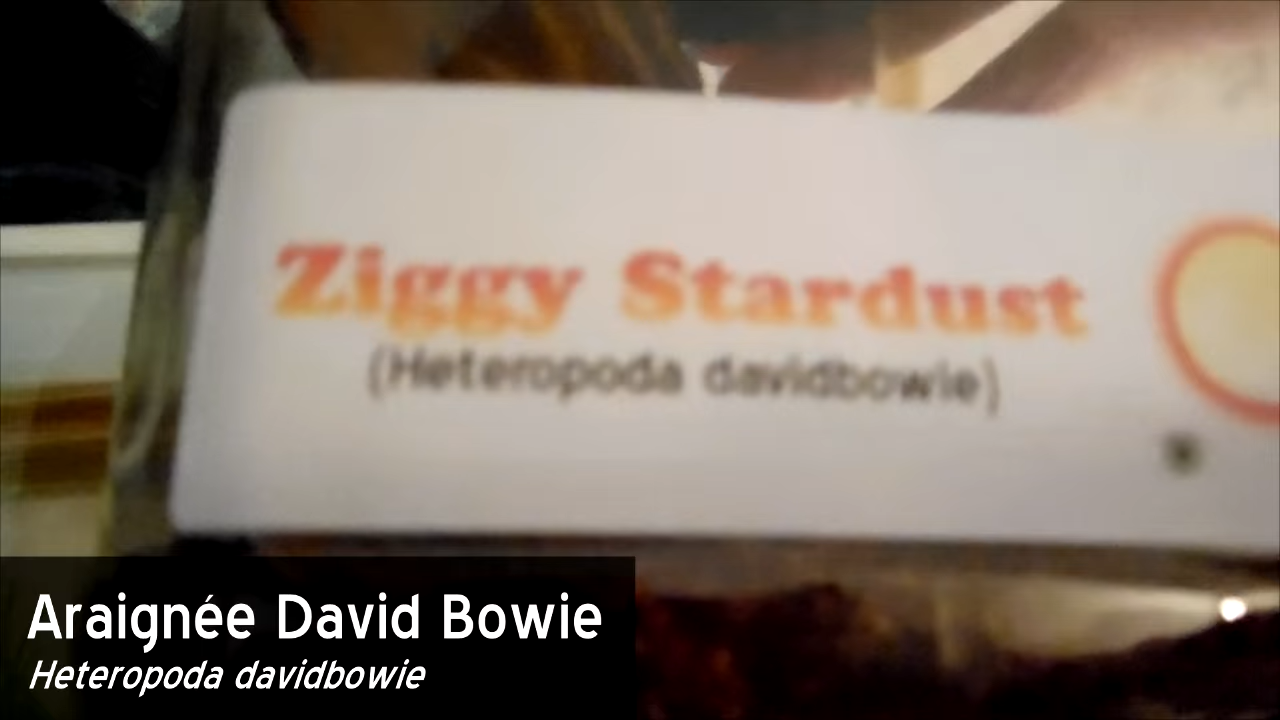 Ziggy Stardust
(Heteropoda davidbowie)
Araignée David Bowie
Heteropoda davidbowie